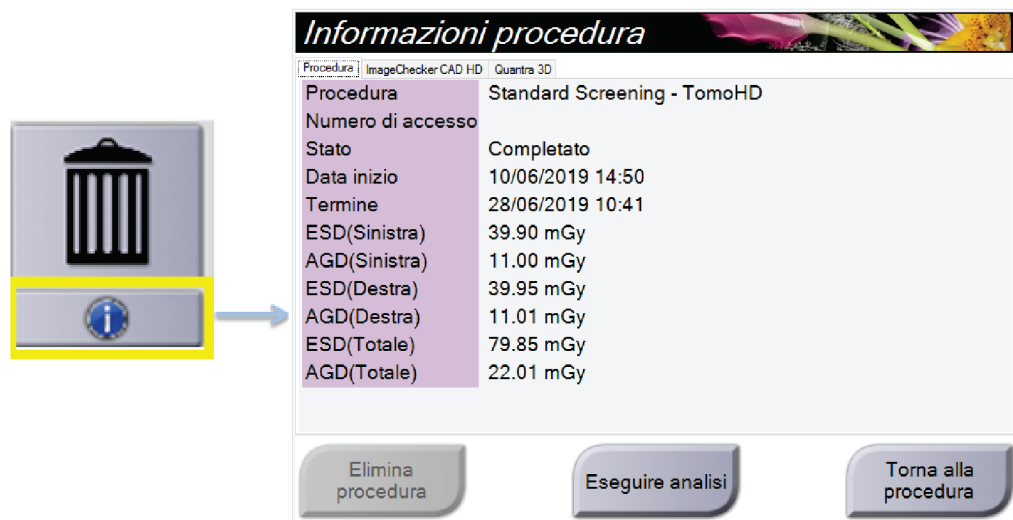 Informazioni procedura
Procedura ImageChecker CAD HD Quantra 3D
Procedura Standard Screening - TomoHD
Numero di accesso
Stato Completato
Data inizio 10/06/2019 14:50
Termine 28/06/2019 10:41
ESD(Sinistra) 39.90 mGy
AGD(Sinistra) 11.00 mGy
ESD(Destra) 39.95 mGy
AGD(Destra) 11.01 mGy
ESD(Totale) 79.85 mGy
AGD(Totale) 22.01 mGy
Elimina
procedura
Eseguire analisi
Torna alla
procedura